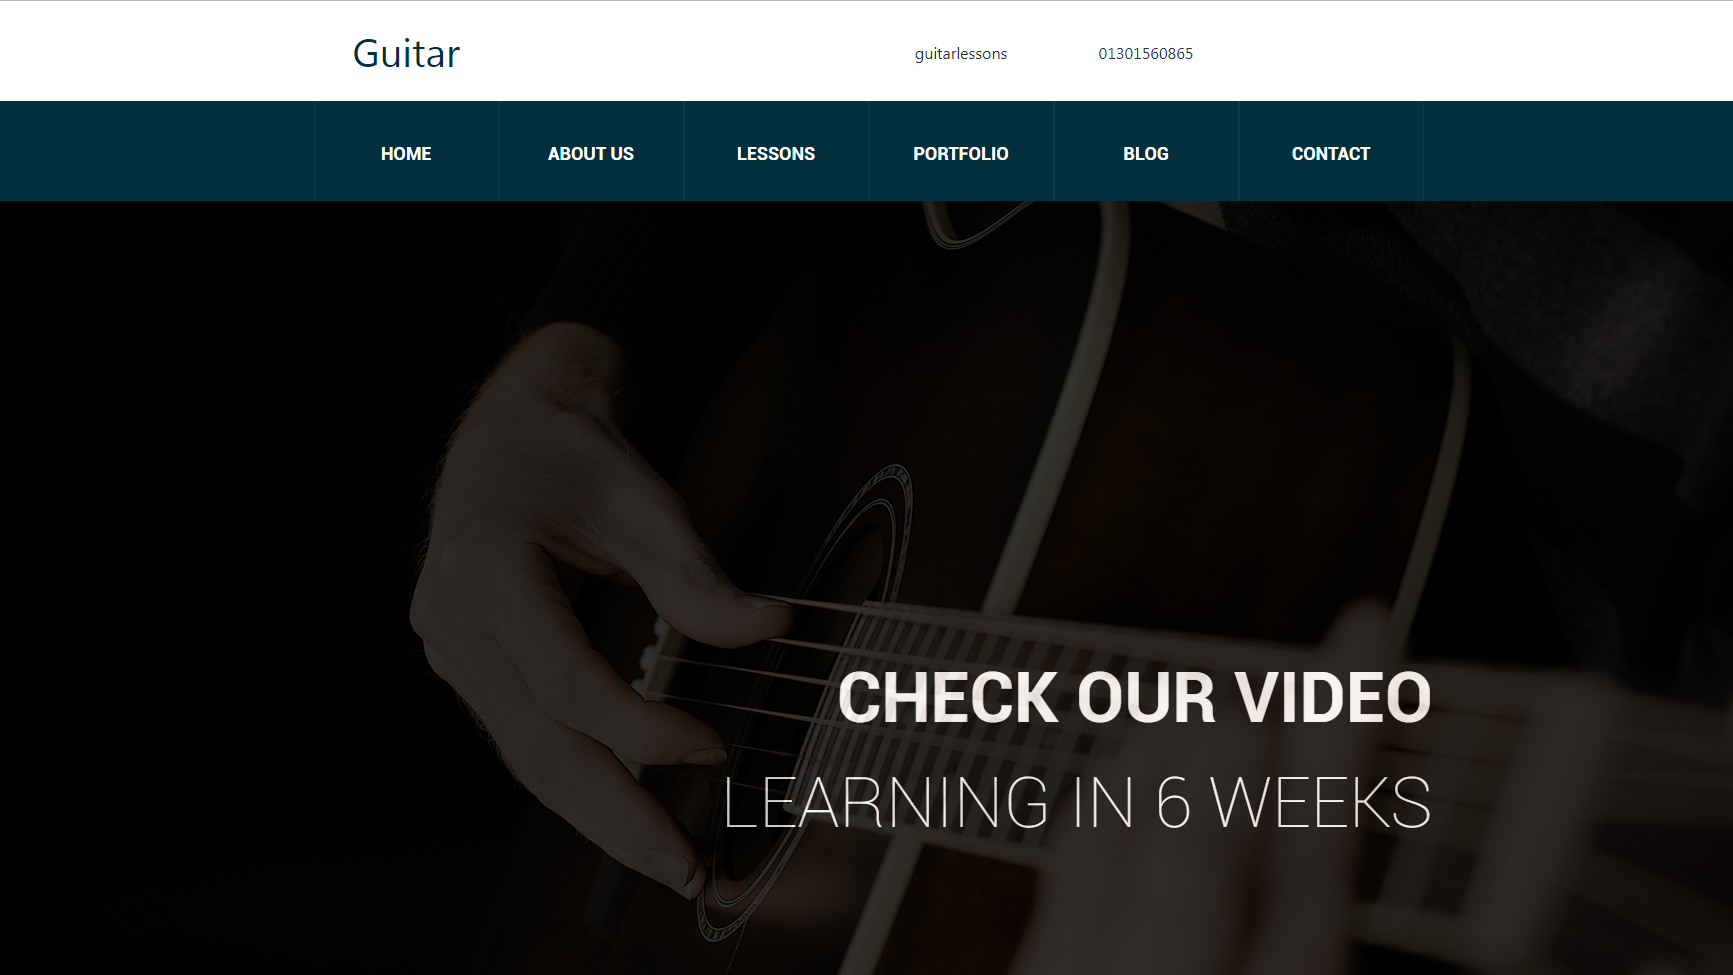 Guitar guitarlessons 01301560865
HOME ABOUT US LESSONS PORTFOLIO BLOG CONTACT
CHECK OUR VIDEO
LEARNING IN 6 WEEKS